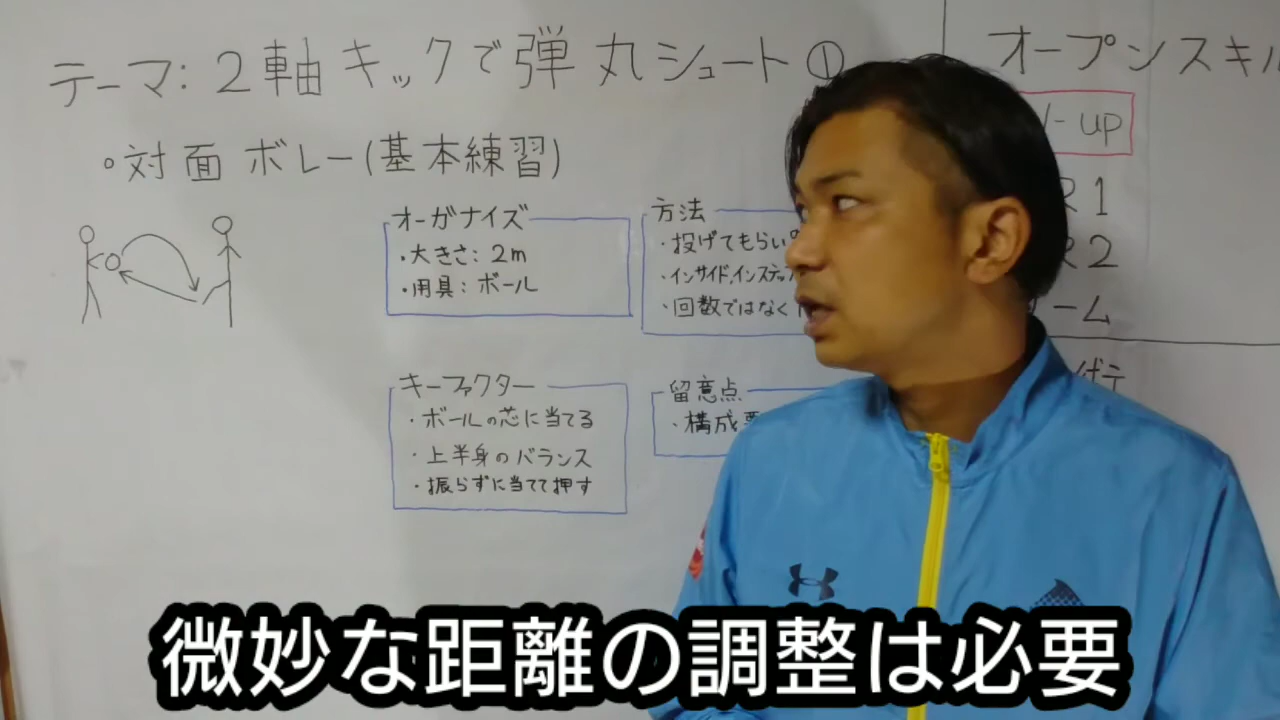 テーマ:2軸キックで弾丸シュート①
。対面ボレー(基本練習)
オーガナイズ
・大きさ:2m
・用具:ボール
方法
・投げてもらい
・インサイド,インステップ
・回数ではなく
キーファクター
・ボールの芯に当てる
・上半身のバランス
・振らずに当てて押す
留意点
・構成要
オープンスキル
-up
R1
R2
ーム
微妙な距離の調整は必要